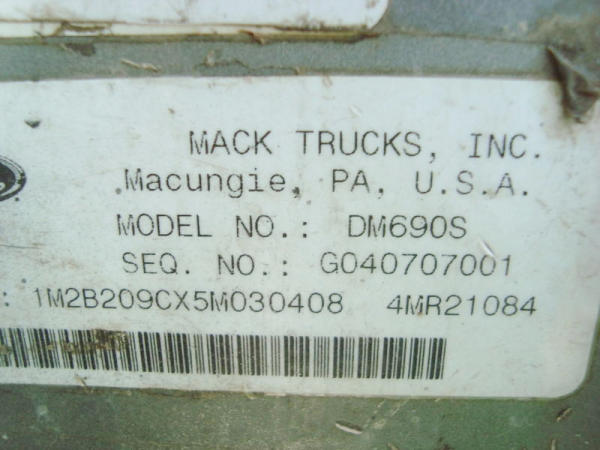 MACK TRUCKS, INC.
Macungie, PA, U.S.A.
MODEL NO.: DM690S
SEQ. NO.: G040707001
: 1M2B209CX5M030408 4MR21084